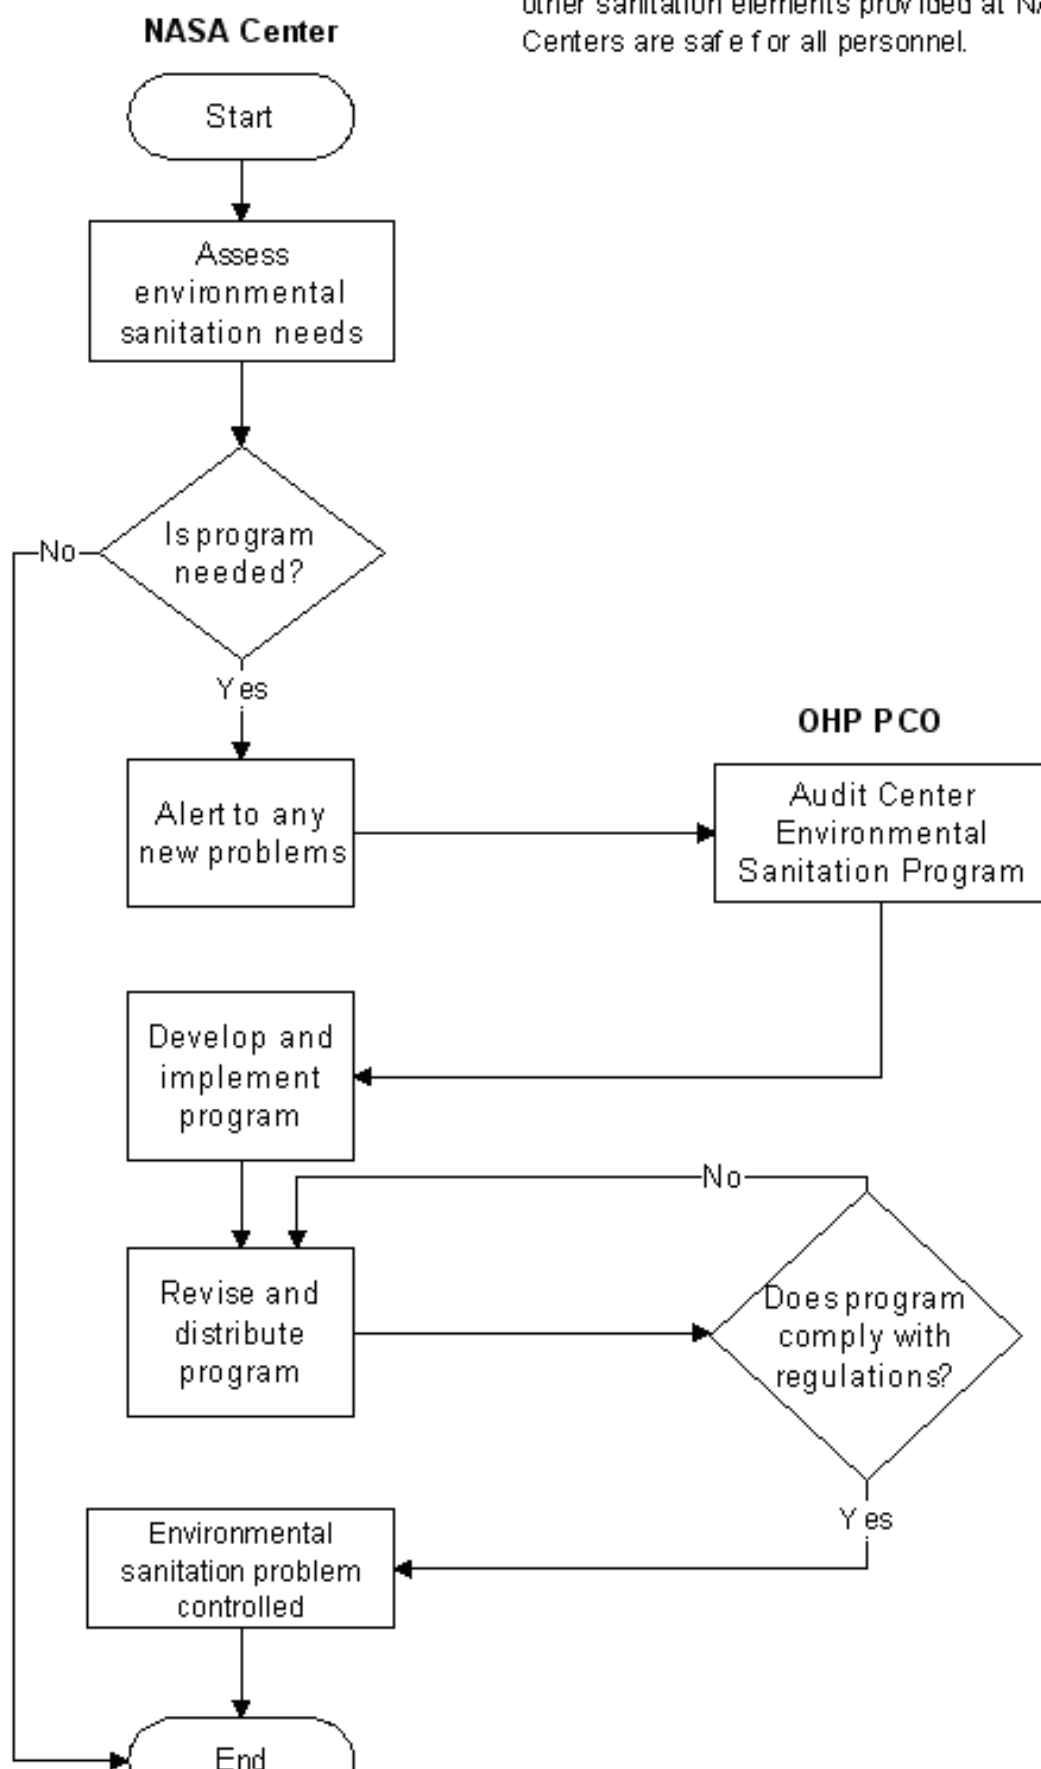 other sanitation elements provided at NA
Centers are safe for all personnel.
NASA Center
Start
Assess
environmental
sanitation needs
Is program
needed?
No
Yes
OHP PCO
Alert to any
new problems
Audit Center
Environmental
Sanitation Program
Develop and
implement
program
No
Revise and
distribute
program
Does program
comply with
regulations?
Yes
Environmental
sanitation problem
controlled
End